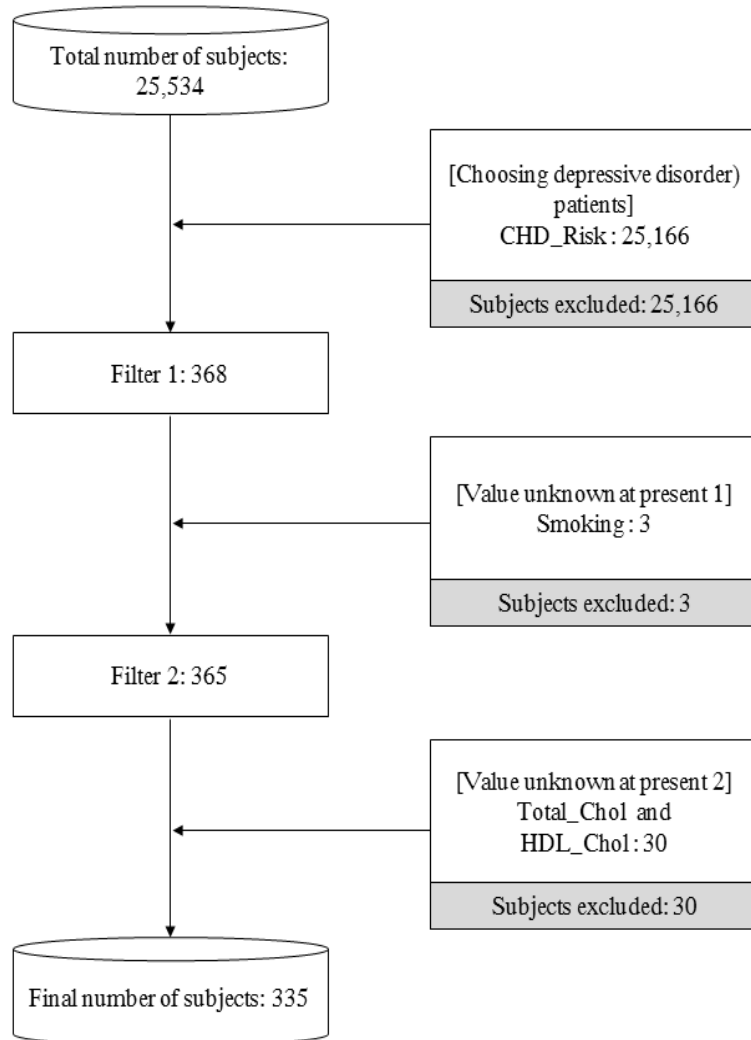 Total number of subjects:
25,534
[Choosing depressive disorder)
patients]
CHD_Risk : 25,166
Subjects excluded: 25,166
Filter 1: 368
[Value unknown at present 1]
Smoking : 3
Subjects excluded: 3
Filter 2: 365
[Value unknown at present 2]
Total_Chol and
HDL_Chol : 30
Subjects excluded: 30
Final number of subjects: 335